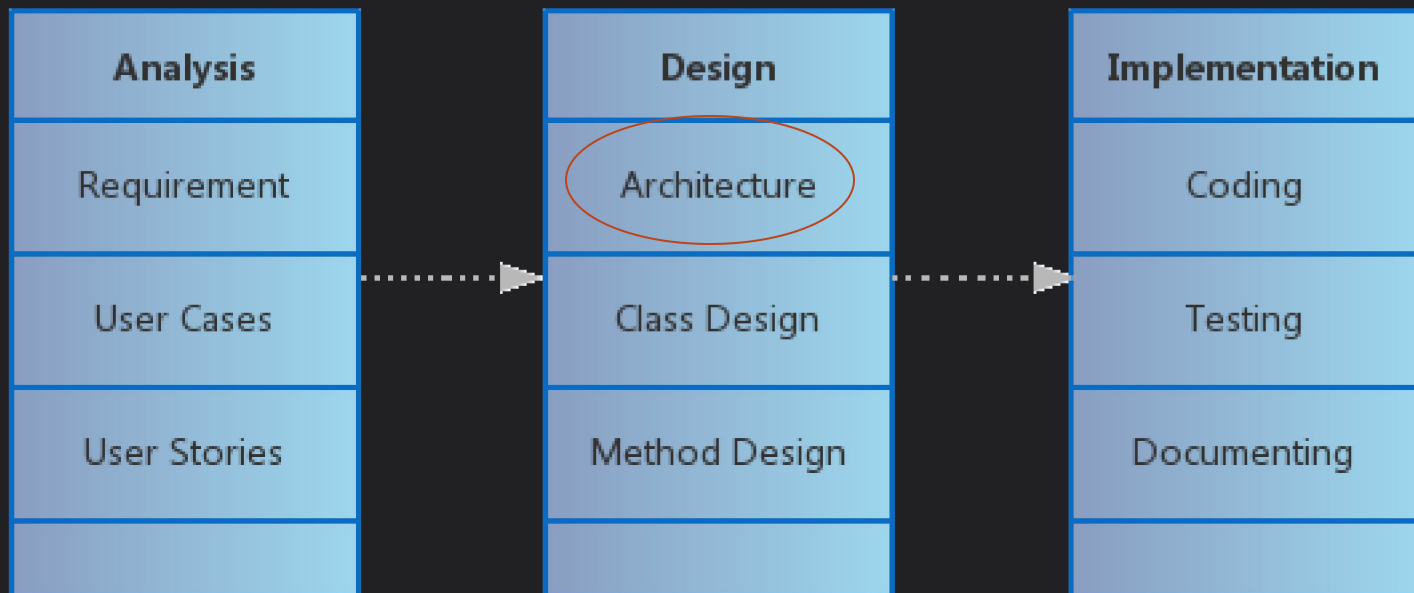 Analysis
Requirement
User Cases
User Stories
Design
Architecture
Class Design
Method Design
Implementation
Coding
Testing
Documenting